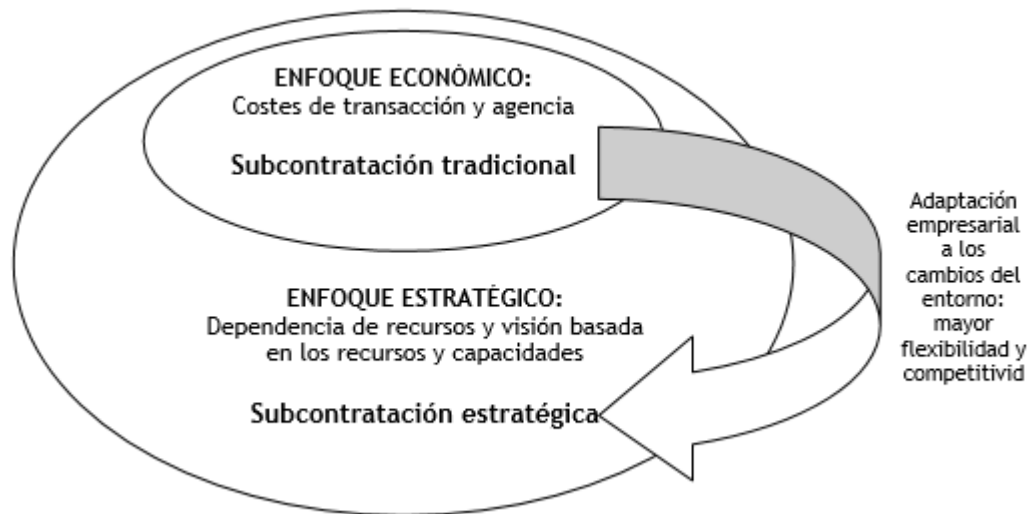 ENFOQUE ECONÓMICO:
Costes de transacción y agencia
Subcontratación tradicional
ENFOQUE ESTRATÉGICO:
Dependencia de recursos y visión basada
en los recursos y capacidades
Subcontratación estratégica
Adaptación
empresarial
a los
cambios del
entorno:
mayor
flexibilidad y
competitivid